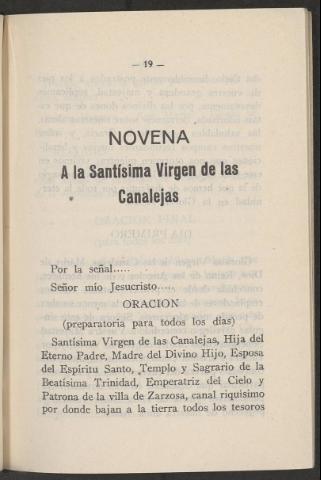 — 19 —
NOVENA
A la Santísima Virgen de las
Canalejas
Por la señal.....
Señor mío Jesucristo.....
ORACION
(preparatoria para todos los días)
Santísima Virgen de las Canalejas, Hija del
Eterno Padre, Madre del Divino Hijo, Esposa
del Espíritu Santo, Templo y Sagrario de la
Beatísima Trinidad, Emperatriz del Cielo y
Patrona de la villa de Zarzosa, canal riquísimo
por donde bajan a la tierra todos los tesoros